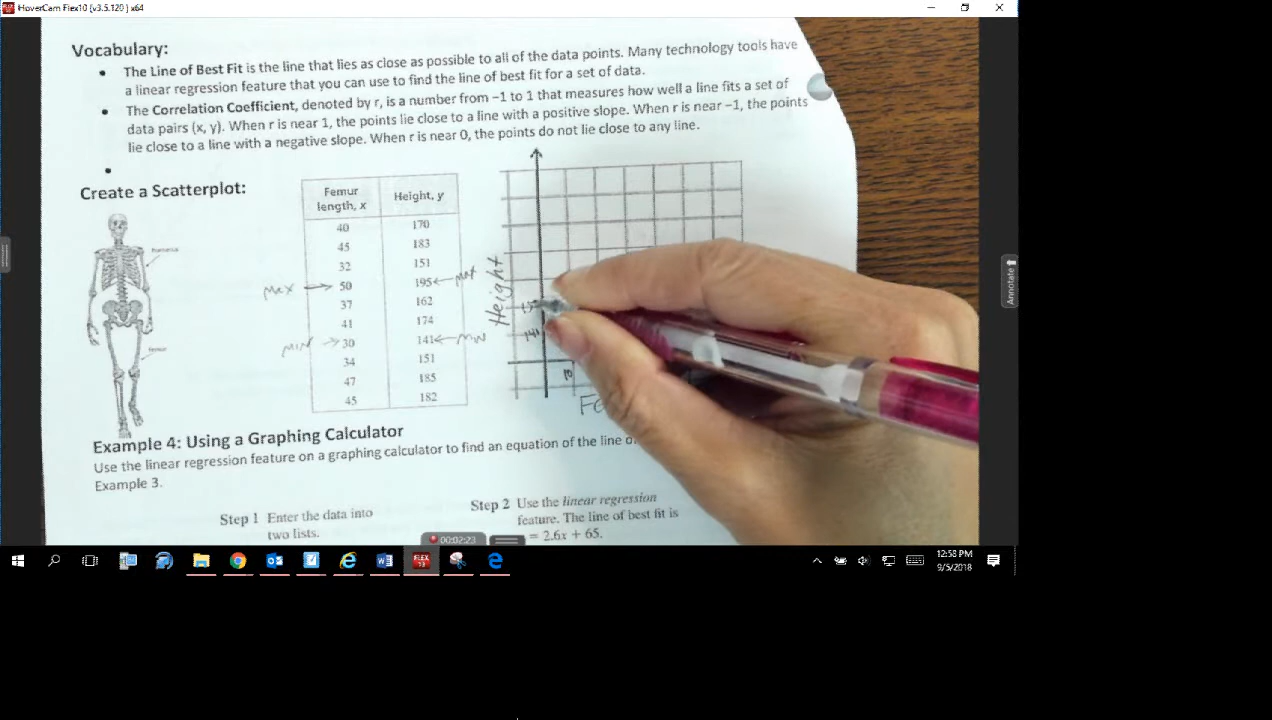 HoverCam Flex10 [v3.5.129] x64
Vocabulary:
• The Line of Best Fit is the line that lies as close as possible to all of the data points. Many technology tools have
a linear regression feature that you can use to find the line of best fit for a set of data.
• The Correlation Coefficient, denoted by r, is a number from −1 to 1 that measures how well a line fits a set of
data pairs (x, y). When r is near 1, the points lie close to a line with a positive slope. When r is near −1, the points
lie close to a line with a negative slope. When r is near 0, the points do not lie close to any line.
•
Create a Scatterplot:
Femur length, x Height, y
40 170
45 183
32 151
max 50 195
37 162
41 174
min 30 141 min
34 151
47 185
45 182
Height
141
10
Example 4: Using a Graphing Calculator
Use the linear regression feature on a graphing calculator to find an equation of the line
Example 3.
Step 1 Enter the data into
two lists.
Step 2 Use the linear regression
feature. The line of best fit is
= 2.6x + 65.
Annotate
00:02:23
FLEX
12:58 PM
9/5/2018